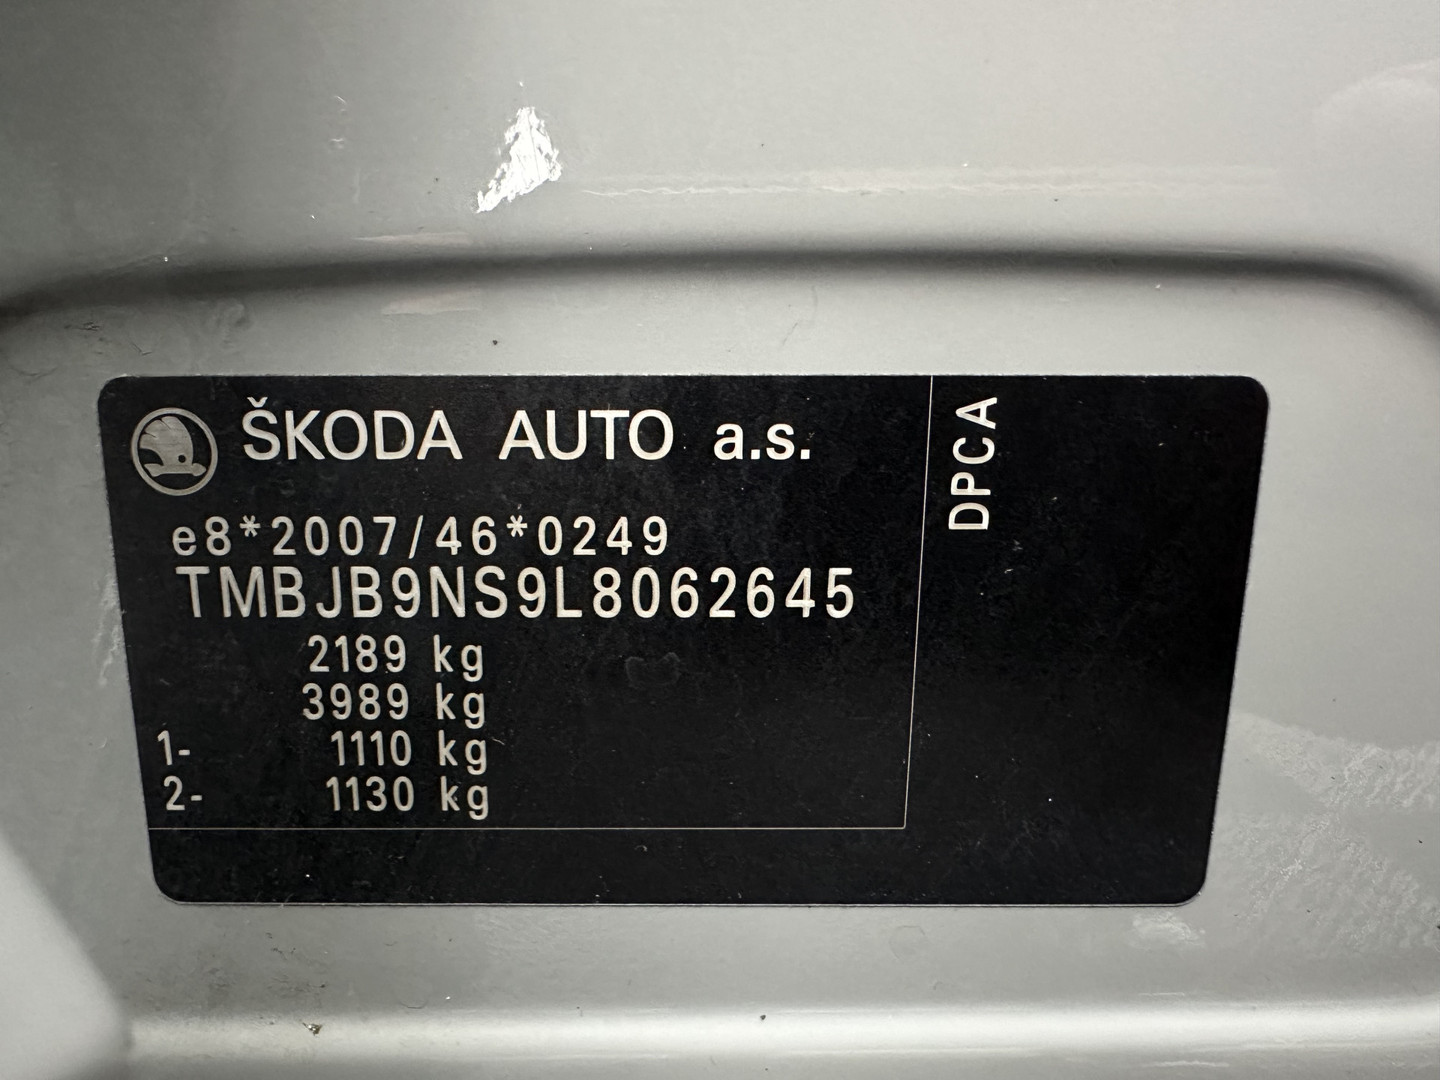 ŠKODA AUTO a.s.
e8*2007/46*0249
TMBJB9NS9L8062645
2189 kg
3989 kg
1- 1110 kg
2- 1130 kg
DPCA